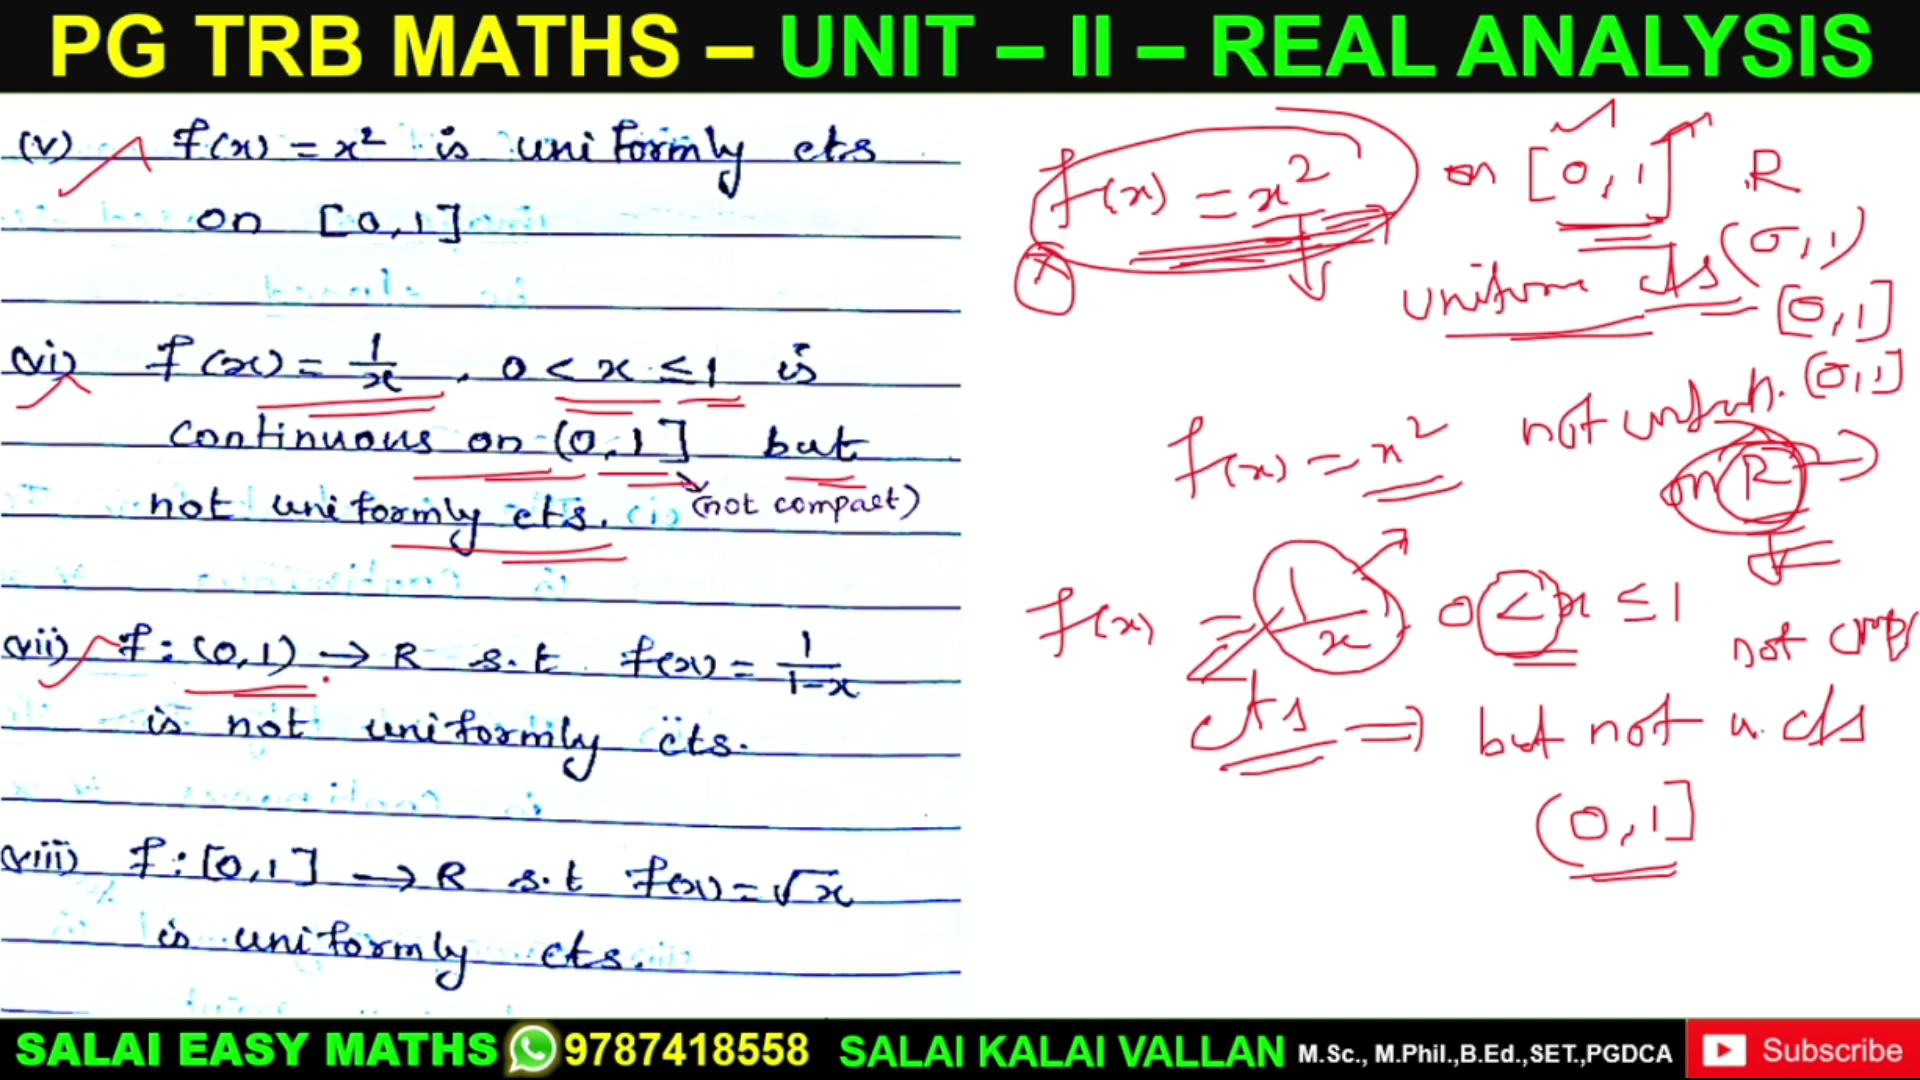 PG TRB MATHS – UNIT – II – REAL ANALYSIS
(v) f(x) = x² is uniformly cts
on [0,1]
(vi) f(x) = 1/x, 0 < x ≤ 1 is
continuous on (0,1] but
not uniformly cts. (not compact)
(vii) f: (0,1) → R s.t f(x) = 1/1-x
is not uniformly cts.
(viii) f: [0,1] → R s.t f(x) = √x
is uniformly cts.
f(x) = x² on [0,1] R
uniform cts (0,1)
[0,1]
(0,1]
f(x) = x² not
on R
f(x) = 1/x 0 < x ≤ 1
not
cts ⇒ but not u. cts
(0,1]
SALAI EASY MATHS 9787418558 SALAI KALAI VALLAN M.Sc., M.Phil.,B.Ed.,SET.,PGDCA Subscribe